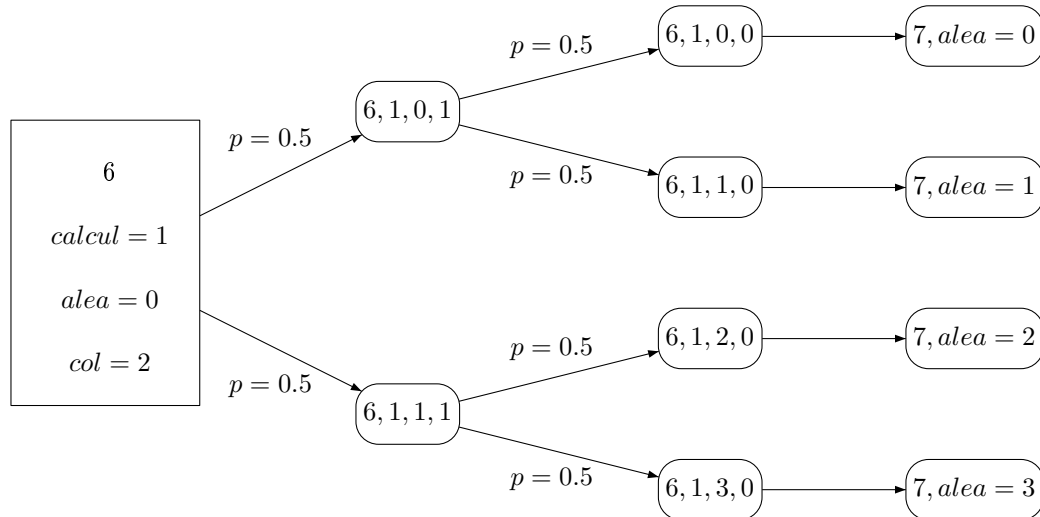 6
calcul = 1
alea = 0
col = 2
p = 0.5
p = 0.5
6, 1, 0, 1
6, 1, 1, 1
p = 0.5
p = 0.5
p = 0.5
p = 0.5
6, 1, 0, 0
7, alea = 0
6, 1, 1, 0
7, alea = 1
6, 1, 2, 0
7, alea = 2
6, 1, 3, 0
7, alea = 3